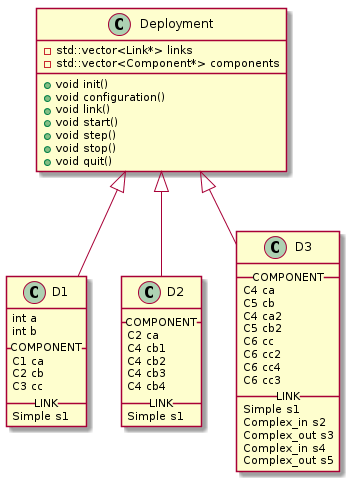 C Deployment
std::vector<Link*> links
std::vector<Component*> components
void init()
void configuration()
void link()
void start()
void step()
void stop()
void quit()
C D1
int a
int b
COMPONENT
C1 ca
C2 cb
C3 cc
LINK
Simple s1
C D2
COMPONENT
C2 ca
C4 cb1
C4 cb2
C4 cb3
C4 cb4
LINK
Simple s1
C D3
COMPONENT
C4 ca
C5 cb
C4 ca2
C5 cb2
C6 cc
C6 cc2
C6 cc4
C6 cc3
LINK
Simple s1
Complex_in s2
Complex_out s3
Complex_in s4
Complex_out s5